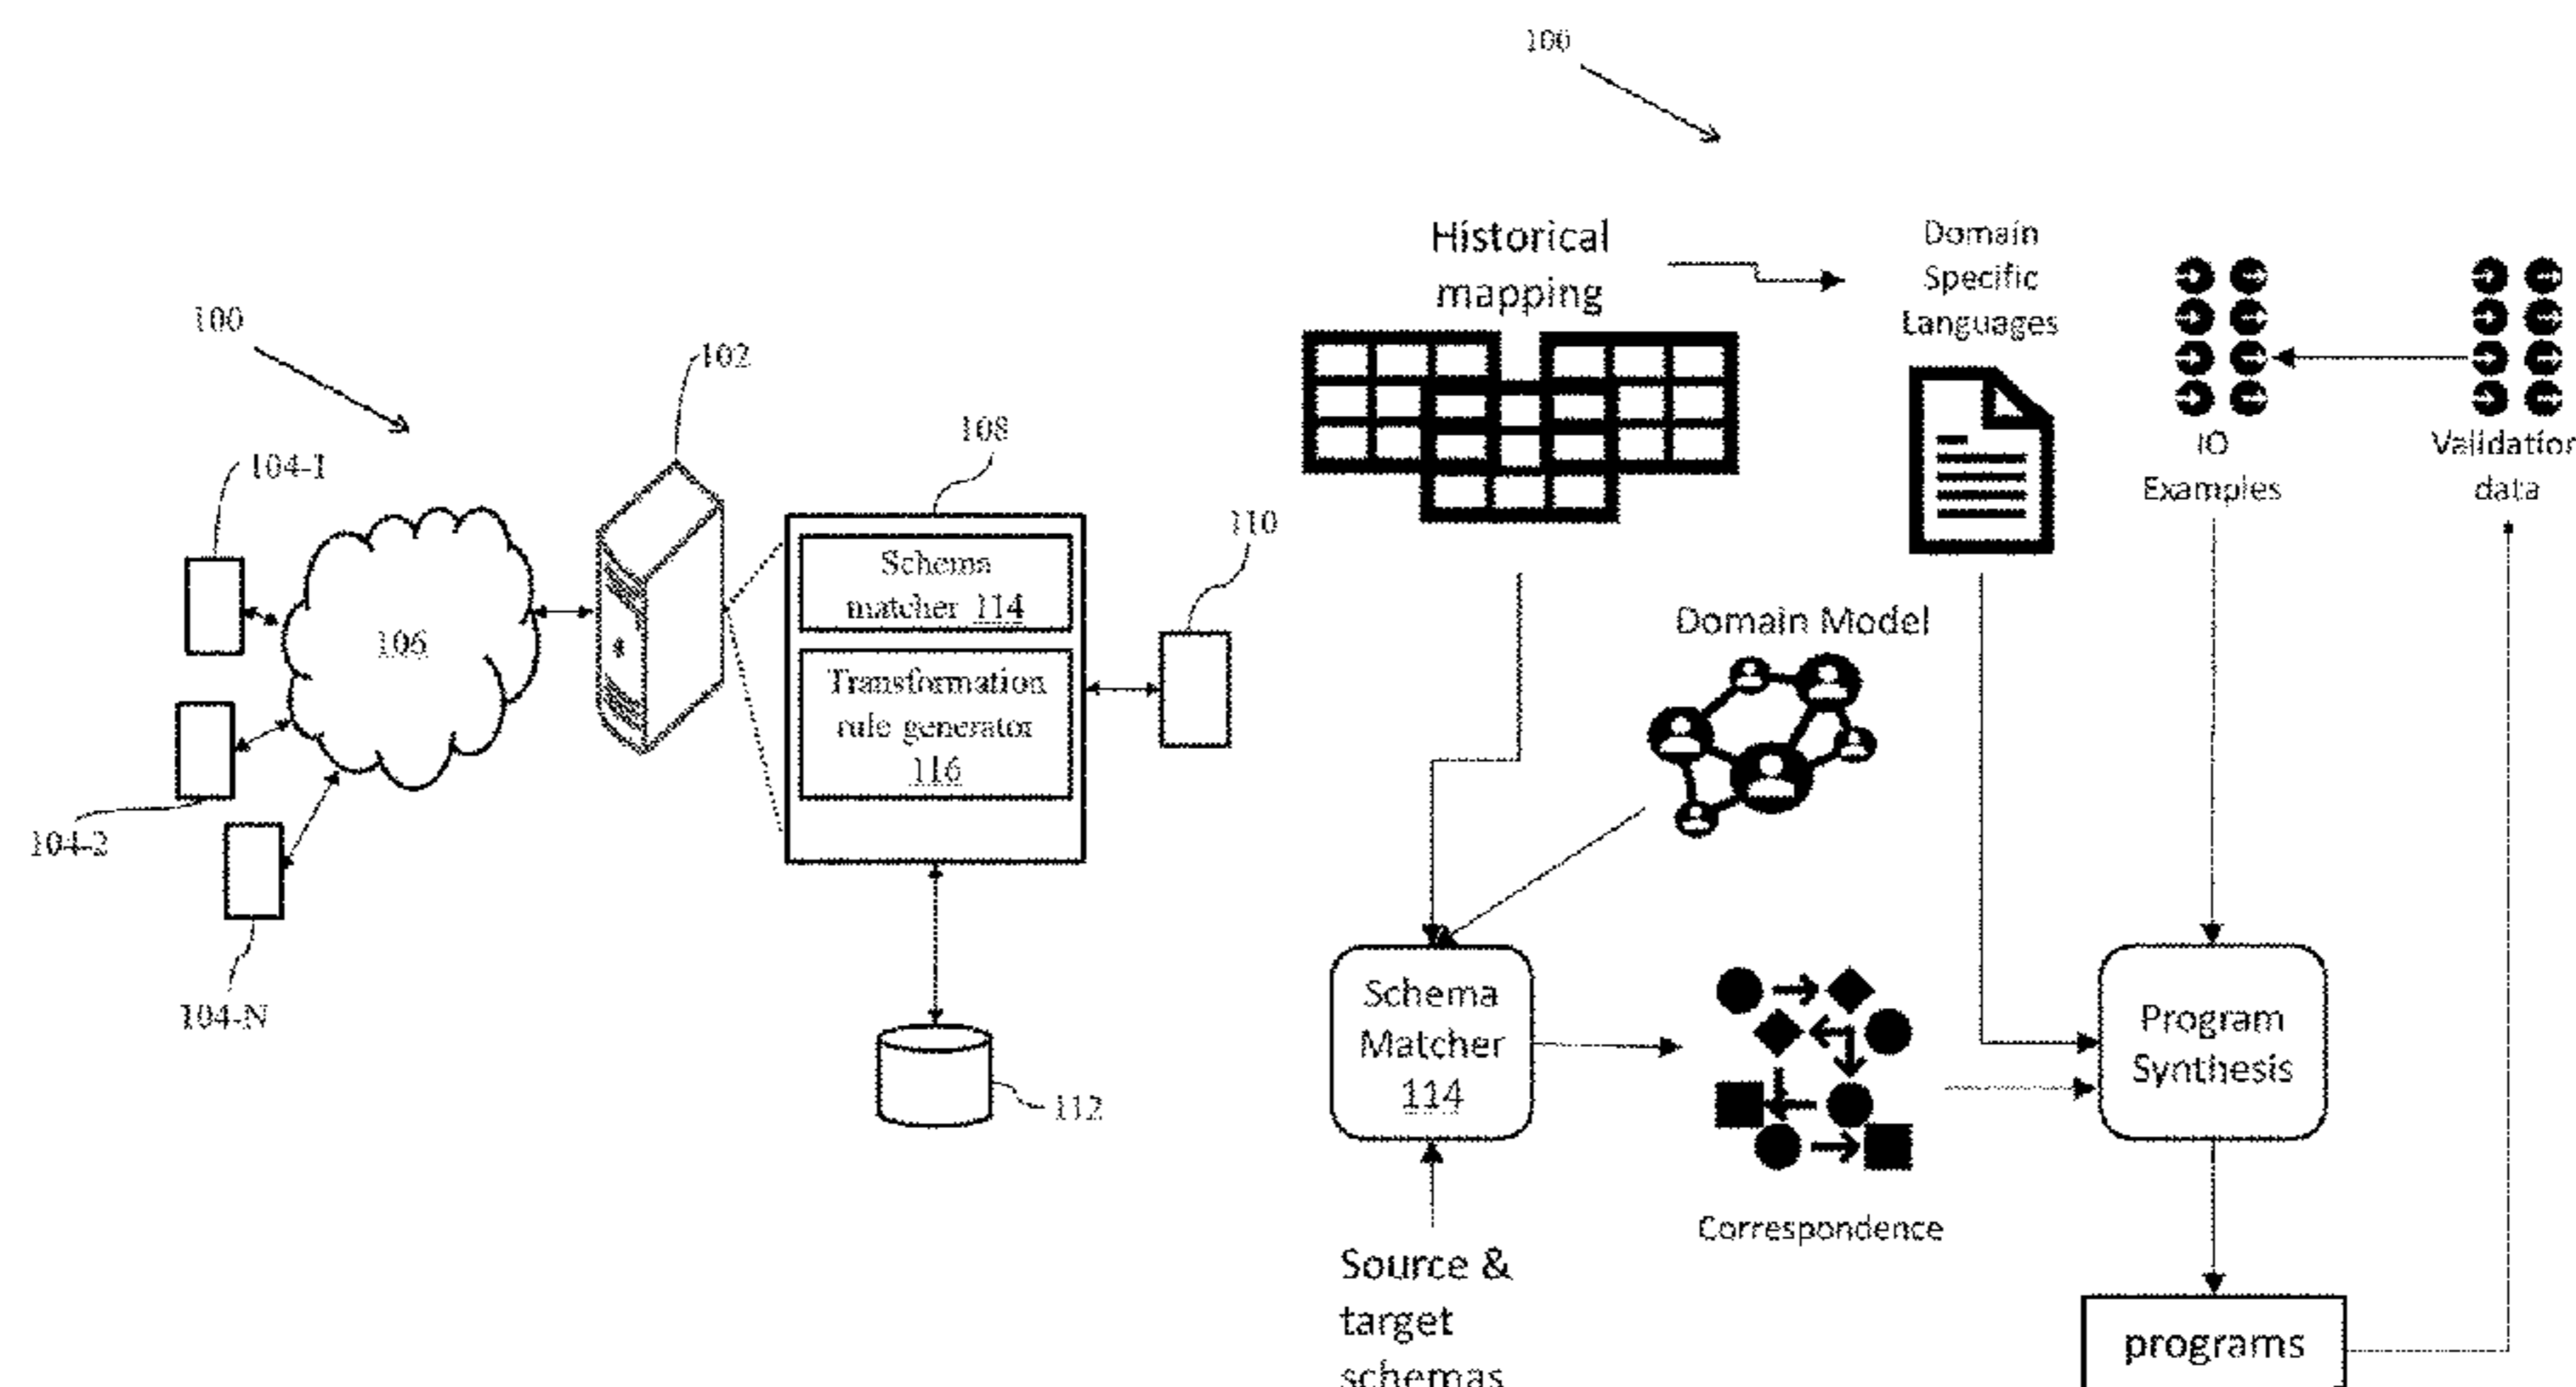 100
104-1
104-2
104-N
106
102
108
Schema
matcher 114
Transformation
rule generator
116
110
112
100
Historical
mapping
Domain
Specific
Languages
IO
Examples
Validation
data
Domain Model
Schema
Matcher
114
Correspondence
Program
Synthesis
Source &
target
schemas
programs